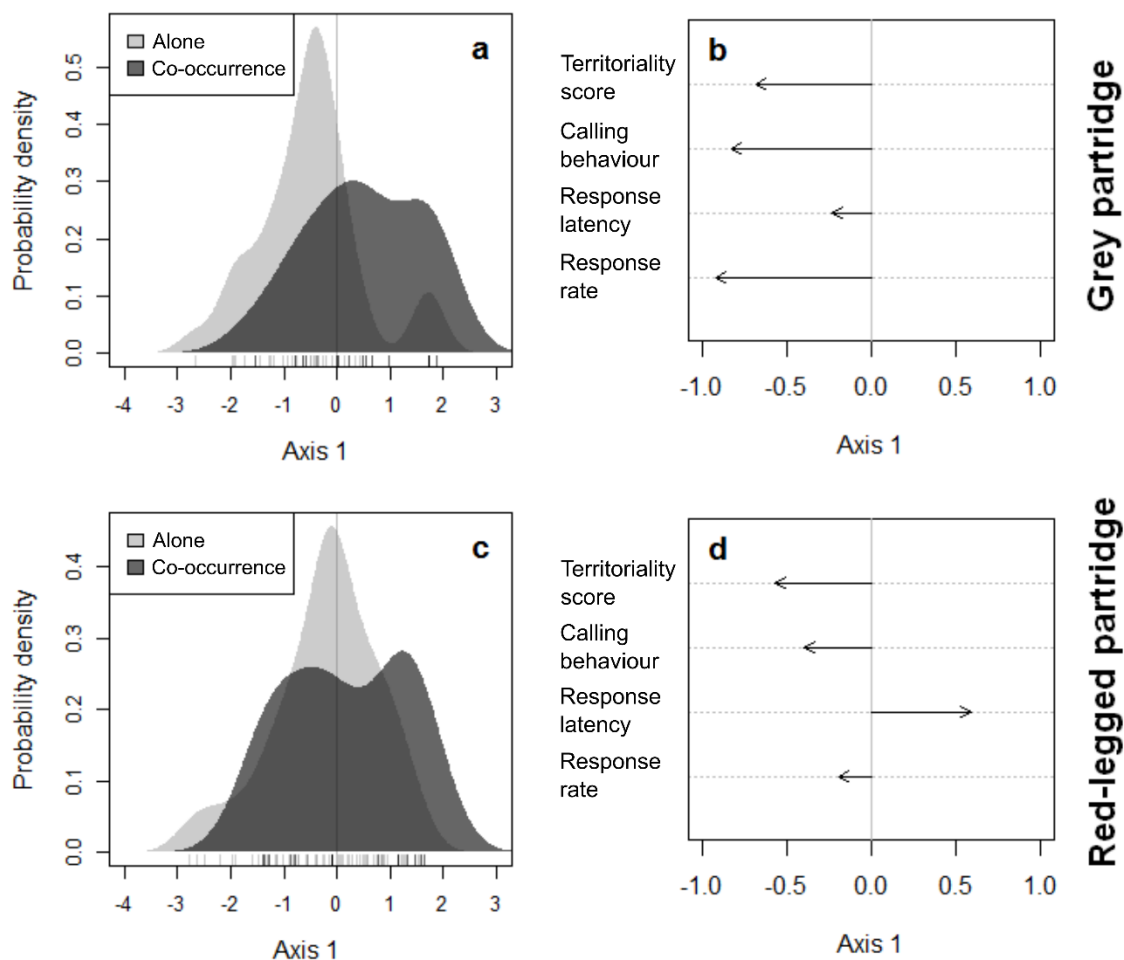 a
Alone
Co-occurrence
Probability density
0.0
0.1
0.2
0.3
0.4
0.5
-4
-3
-2
-1
0
1
2
3
Axis 1
b
Territoriality
score
Calling
behaviour
Response
latency
Response
rate
-1.0
-0.5
0.0
0.5
1.0
Axis 1
Grey partridge
c
Alone
Co-occurrence
Probability density
0.0
0.1
0.2
0.3
0.4
-4
-3
-2
-1
0
1
2
3
Axis 1
d
Territoriality
score
Calling
behaviour
Response
latency
Response
rate
-1.0
-0.5
0.0
0.5
1.0
Axis 1
Red-legged partridge